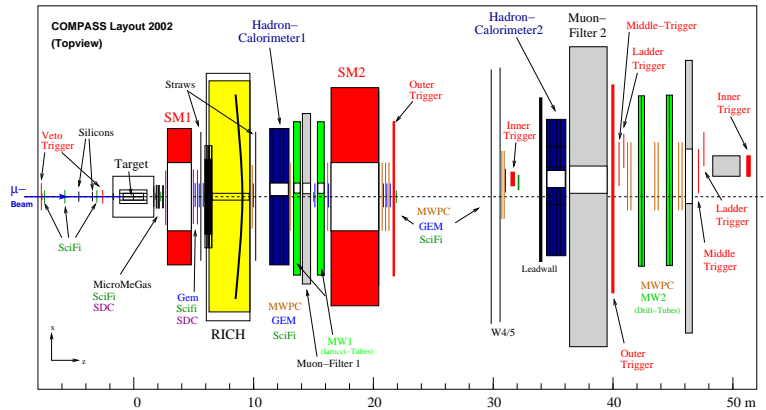 COMPASS Layout 2002
(Topview)
Hadron–
Calorimeter1
Hadron–
Calorimeter2
Muon–
Filter 2
Middle–Trigger
Ladder
Trigger
SM2
Outer
Trigger
Straws
SM1
Inner
Trigger
Inner
Trigger
Silicons
Veto
Trigger
Target
μ–
Beam
SciFi
MicroMeGas
SciFi
SDC
Gem
Scifi
SDC
RICH
MWPC
GEM
SciFi
MW1
(Iarocci–Tubes)
Muon–Filter 1
MWPC
GEM
SciFi
Leadwall
W4/5
Ladder
Trigger
Middle
Trigger
MWPC
MW2
(Drift–Tubes)
Outer
Trigger
x
z
0 10 20 30 40 50 m